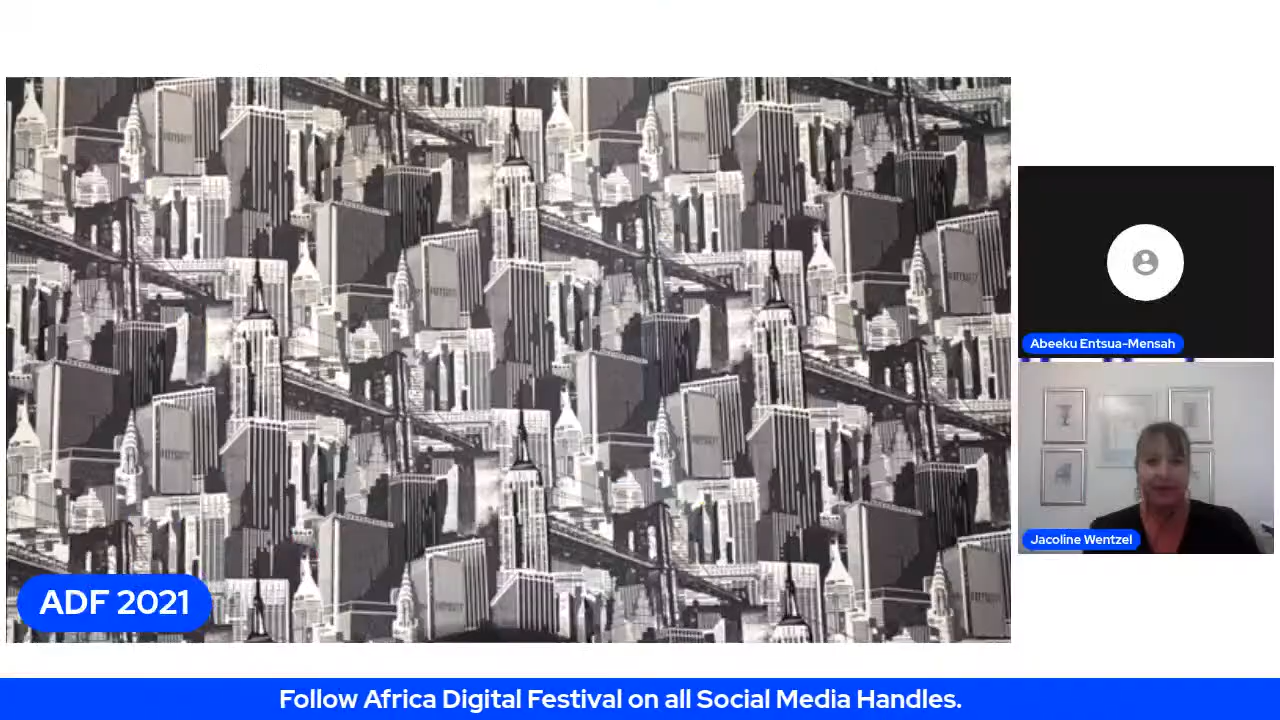 Abeeku Entsua-Mensah
Jacoline Wentzel
ADF 2021
Follow Africa Digital Festival on all Social Media Handles.